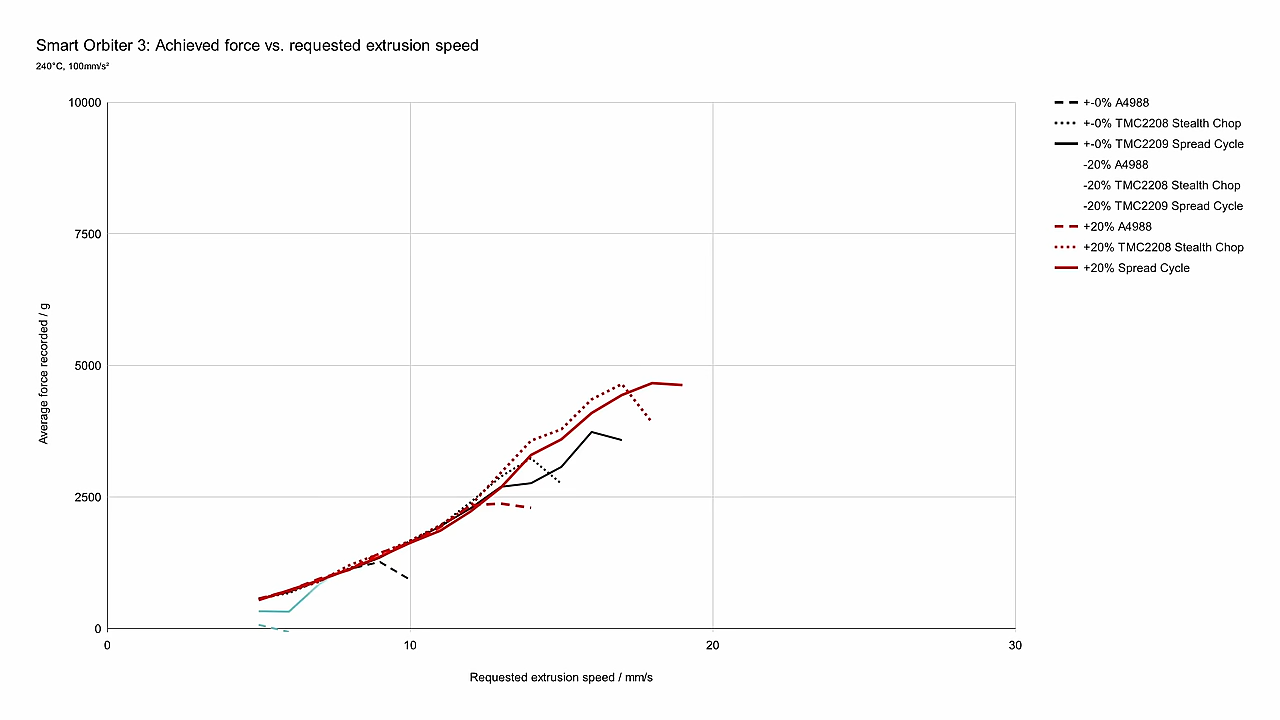 Smart Orbiter 3: Achieved force vs. requested extrusion speed
240°C, 100mm/s²
10000
7500
5000
2500
0
0
10
20
30
Average force recorded / g
Requested extrusion speed / mm/s
+-0% A4988
+-0% TMC2208 Stealth Chop
+-0% TMC2209 Spread Cycle
-20% A4988
-20% TMC2208 Stealth Chop
-20% TMC2209 Spread Cycle
+20% A4988
+20% TMC2208 Stealth Chop
+20% Spread Cycle